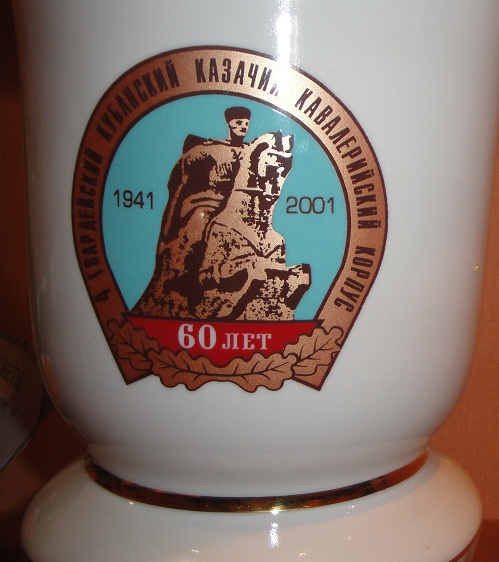 4 ГВАРДЕЙСКИЙ КУБАНСКИЙ КАЗАЧИЙ КАВАЛЕРИЙСКИЙ КОРПУС
1941 2001
60 ЛЕТ